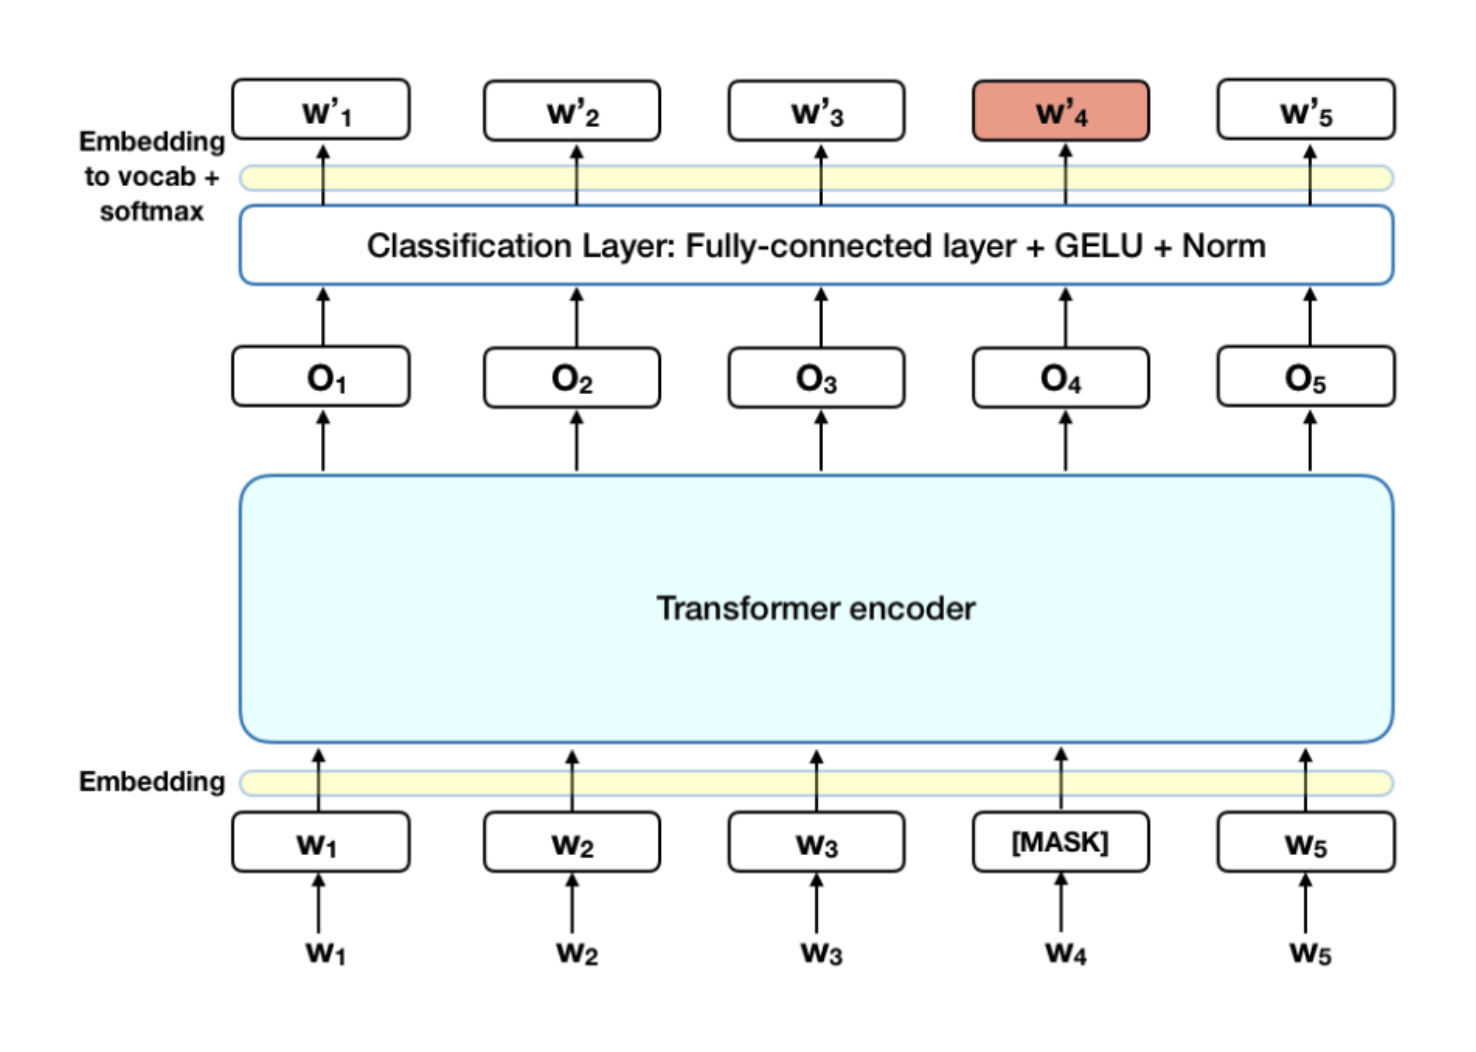 w’₁ w’₂ w’₃ w’₄ w’₅
Embedding
to vocab +
softmax
Classification Layer: Fully-connected layer + GELU + Norm
O₁ O₂ O₃ O₄ O₅
Transformer encoder
Embedding
w₁ w₂ w₃ [MASK] w₅
w₁ w₂ w₃ w₄ w₅